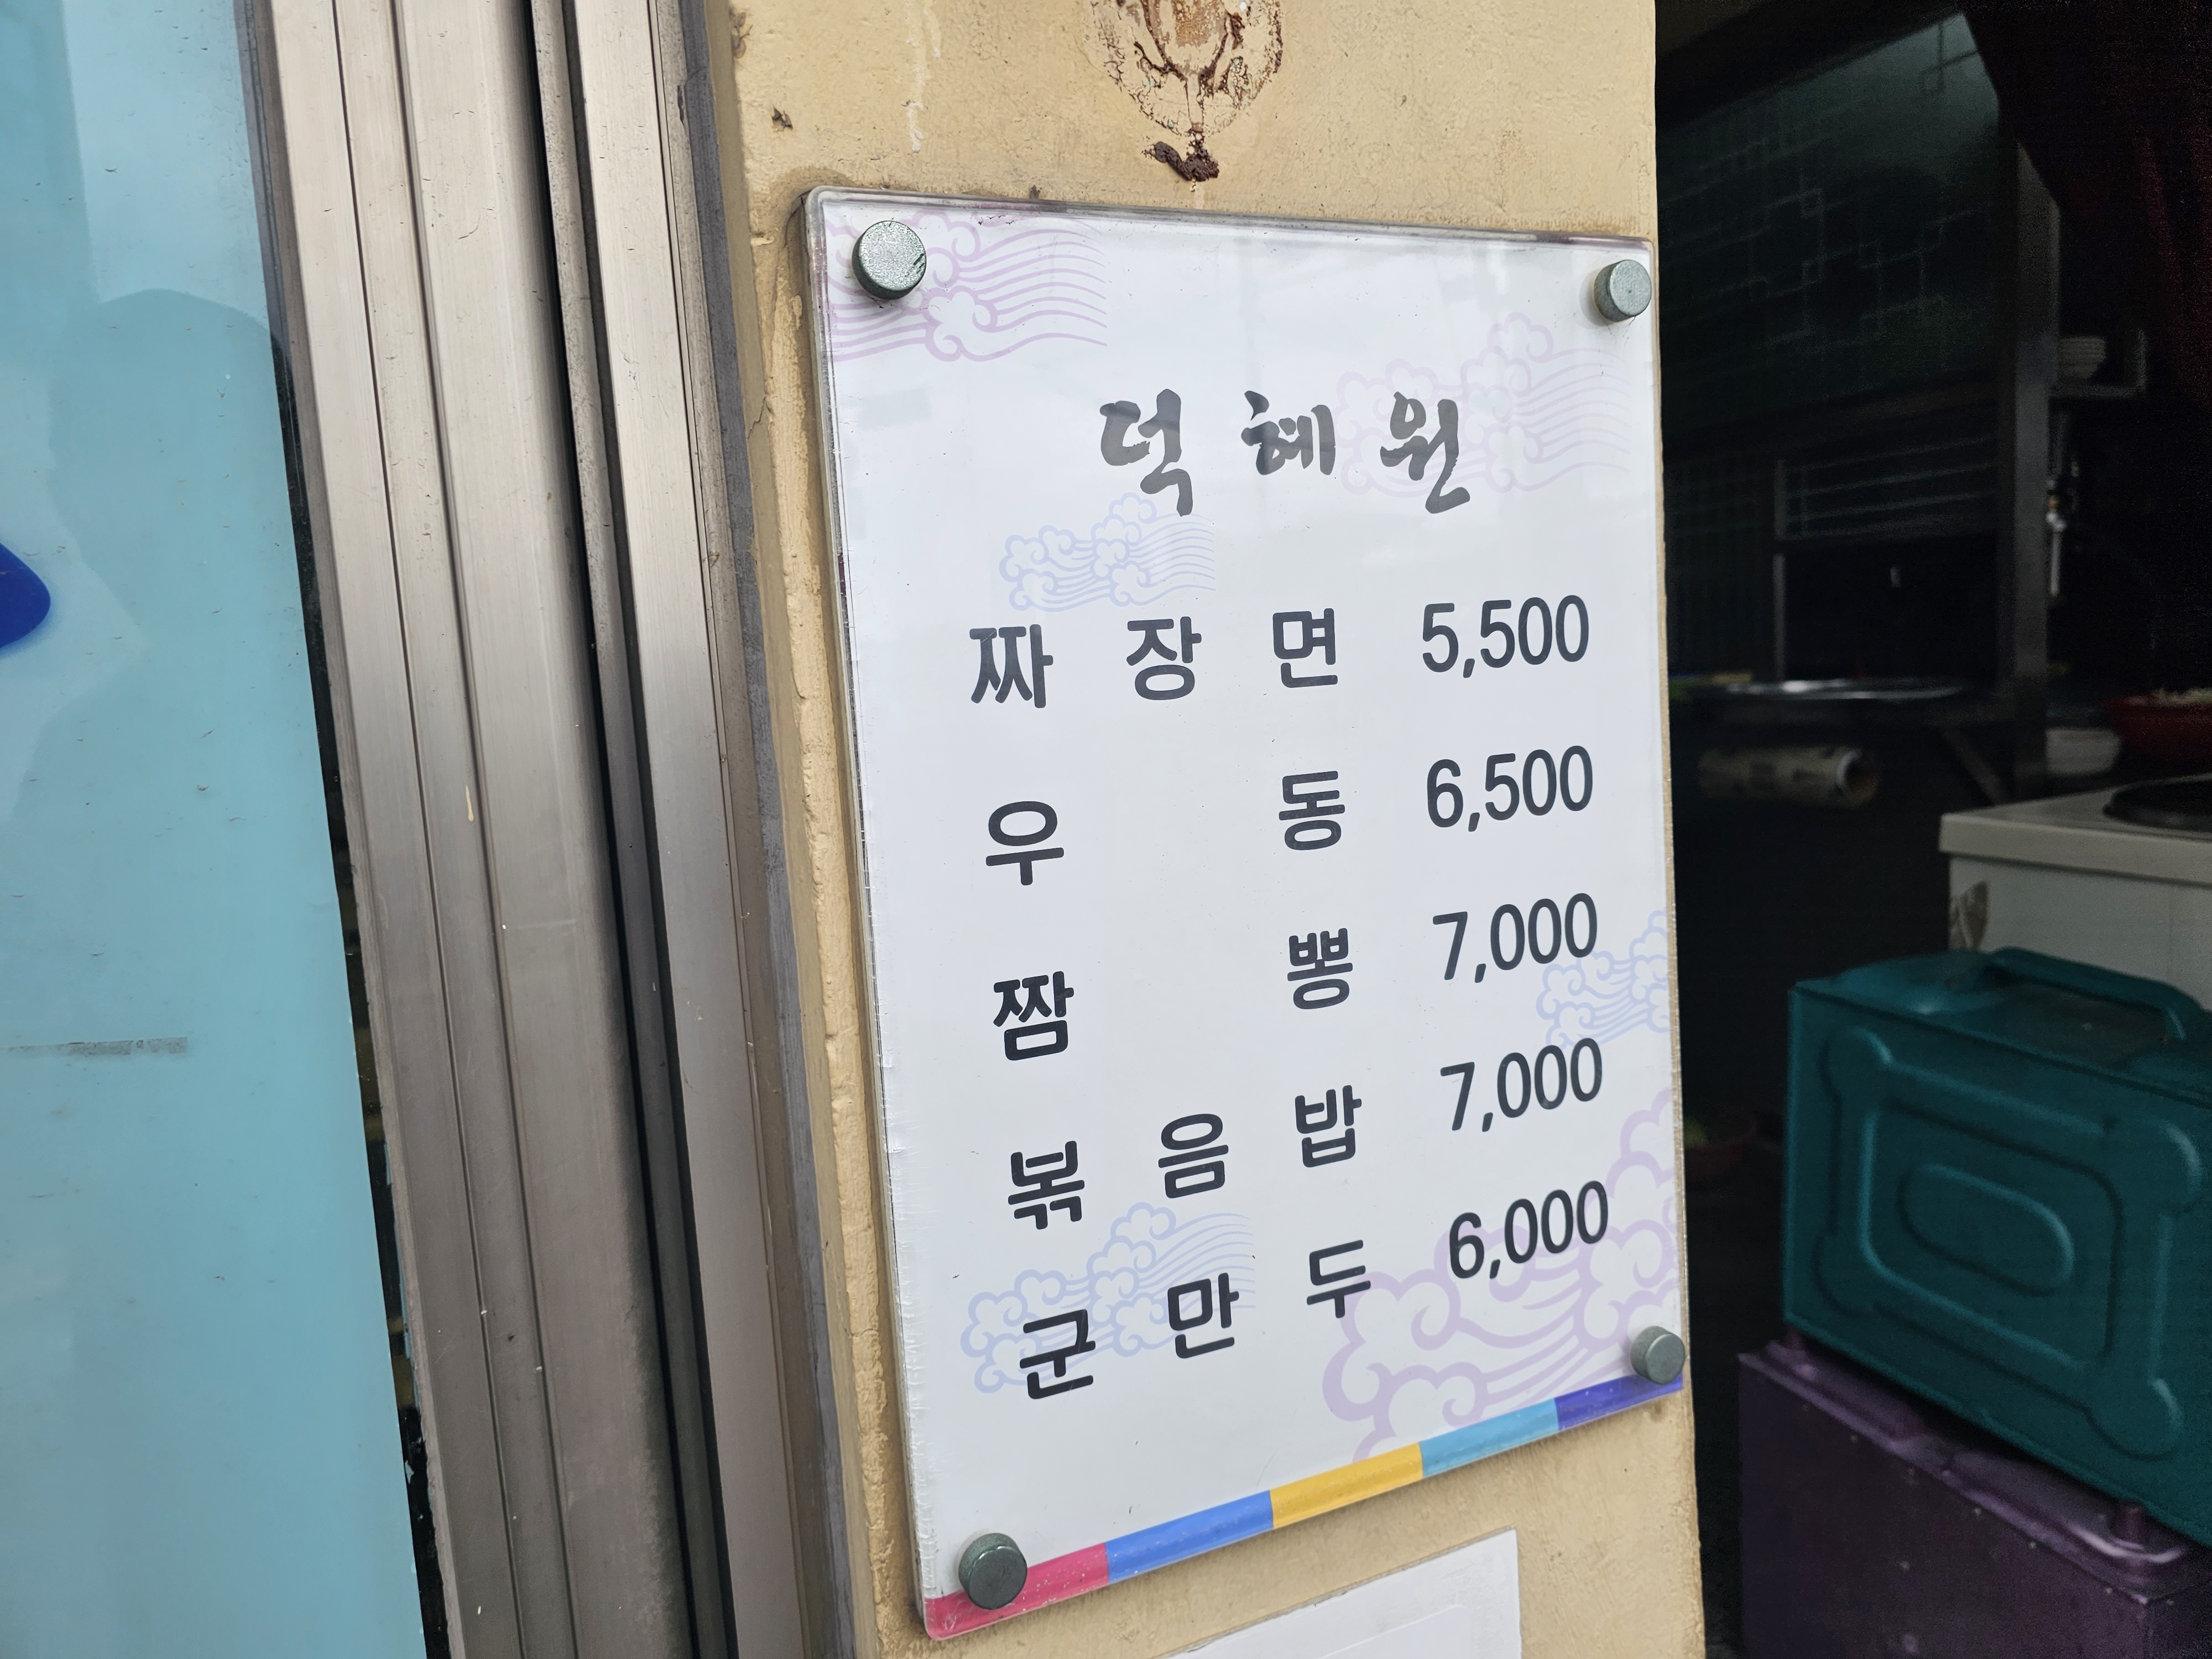 덕혜원
짜장면 5,500
우동 6,500
짬뽕 7,000
볶음밥 7,000
군만두 6,000